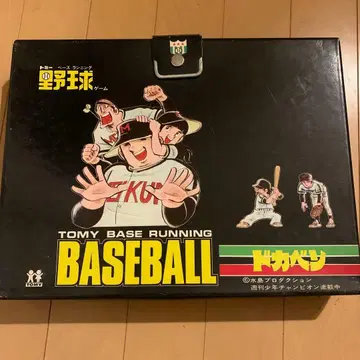 トミー ベース ランニング
野球ゲーム
TOMY BASE RUNNING
BASEBALL
ドカベン
TOMY
©水島プロダクション
週刊少年チャンピオン連載中